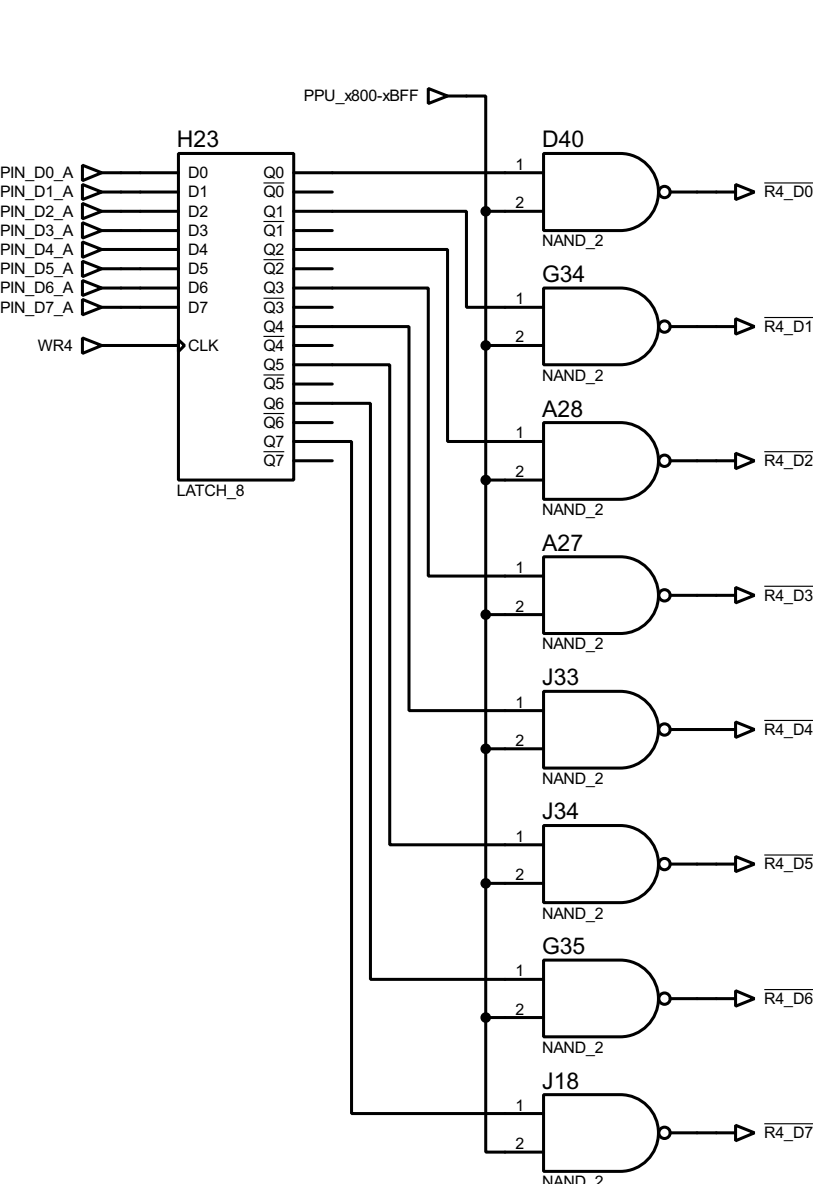 PPU_x800-xBFF
H23
PIN_D0_A
PIN_D1_A
PIN_D2_A
PIN_D3_A
PIN_D4_A
PIN_D5_A
PIN_D6_A
PIN_D7_A
WR4
D0
D1
D2
D3
D4
D5
D6
D7
CLK
Q0
Q0
Q1
Q1
Q2
Q2
Q3
Q3
Q4
Q4
Q5
Q5
Q6
Q6
Q7
Q7
LATCH_8
D40
1
2
NAND_2
R4_D0
G34
1
2
NAND_2
R4_D1
A28
1
2
NAND_2
R4_D2
A27
1
2
NAND_2
R4_D3
J33
1
2
NAND_2
R4_D4
J34
1
2
NAND_2
R4_D5
G35
1
2
NAND_2
R4_D6
J18
1
2
NAND_2
R4_D7